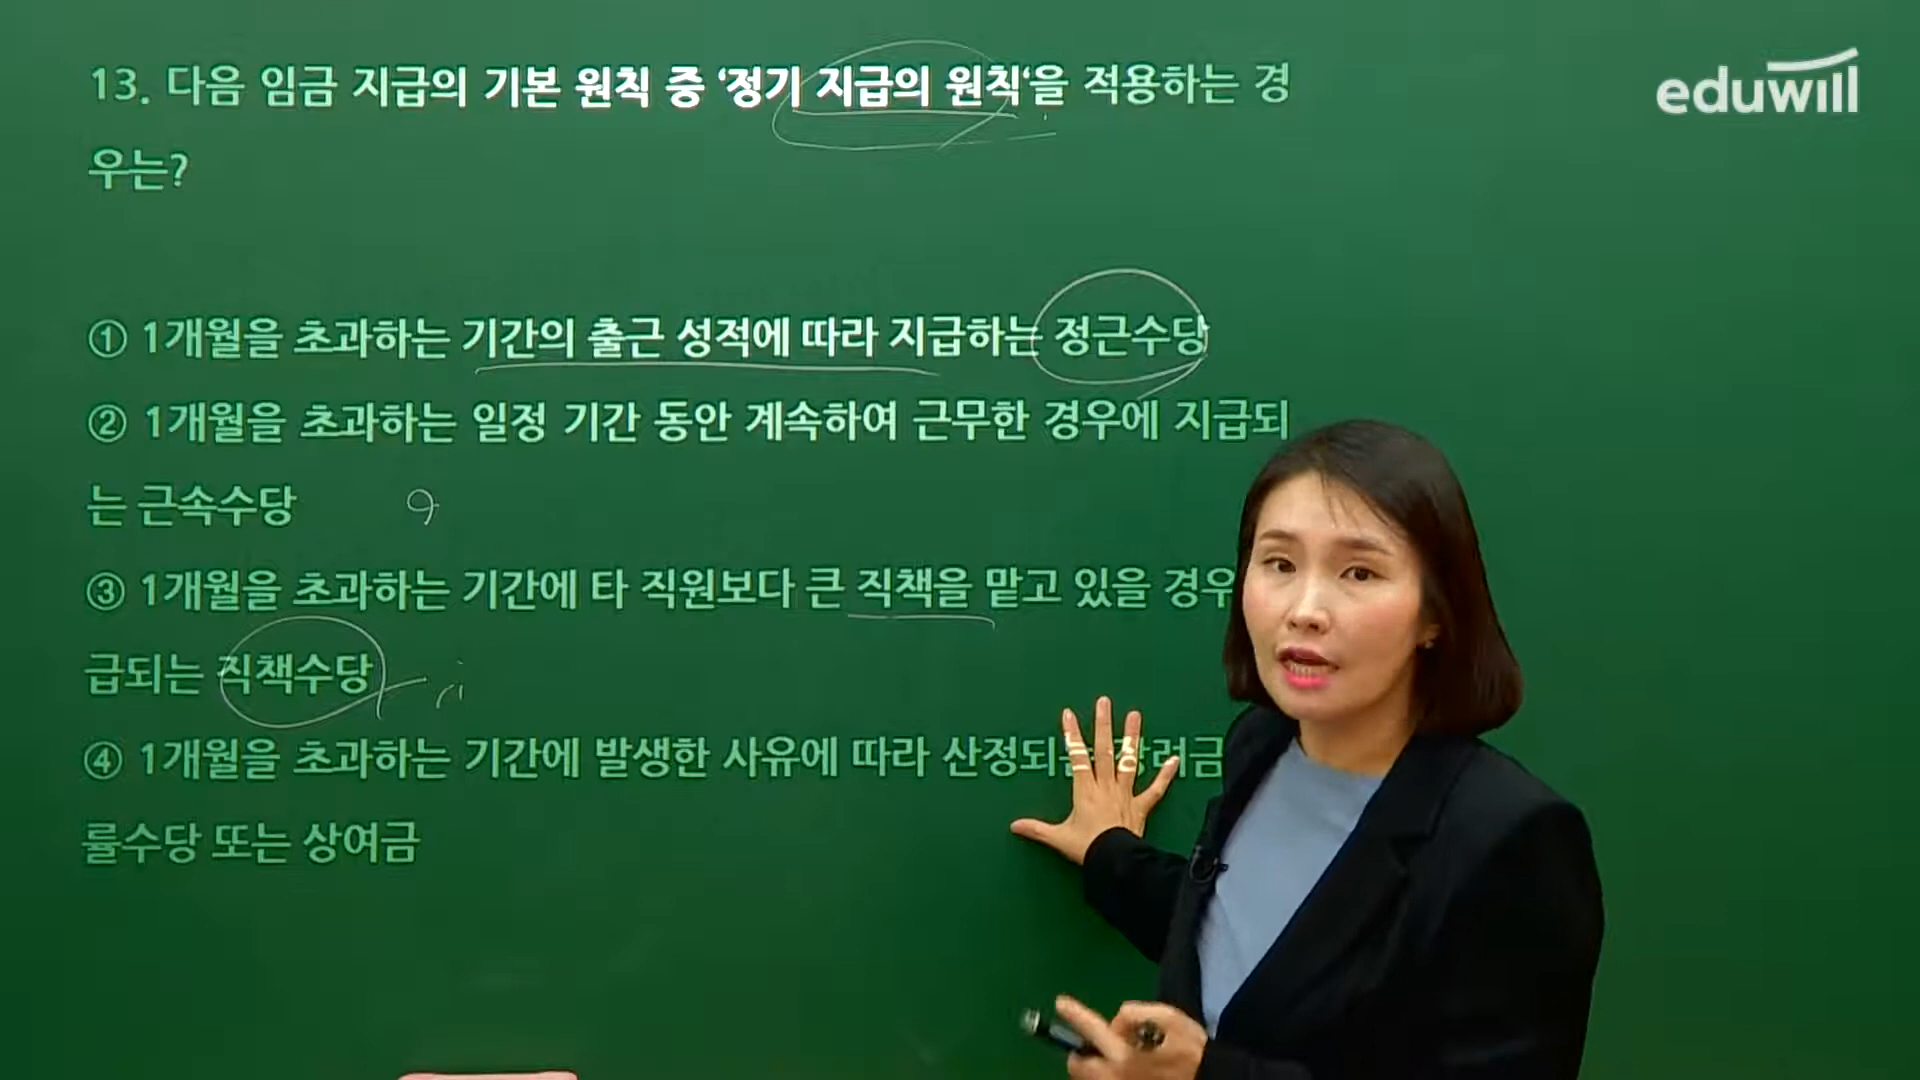 eduwill
13. 다음 임금 지급의 기본 원칙 중 ‘정기 지급의 원칙‘을 적용하는 경
우는?
① 1개월을 초과하는 기간의 출근 성적에 따라 지급하는 정근수당
② 1개월을 초과하는 일정 기간 동안 계속하여 근무한 경우에 지급되
는 근속수당
③ 1개월을 초과하는 기간에 타 직원보다 큰 직책을 맡고 있을 경우
급되는 직책수당
④ 1개월을 초과하는 기간에 발생한 사유에 따라 산정되는 장려금
률수당 또는 상여금